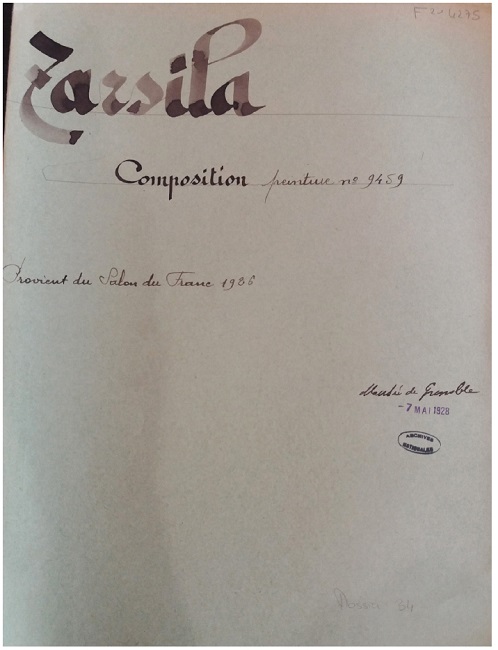 F 21 4275
Tarsila
Composition peinture no 9459
Provient du Salon du Franc 1926
Musée de Grenoble
- 7 MAI 1928
ARCHIVES
NATIONALES